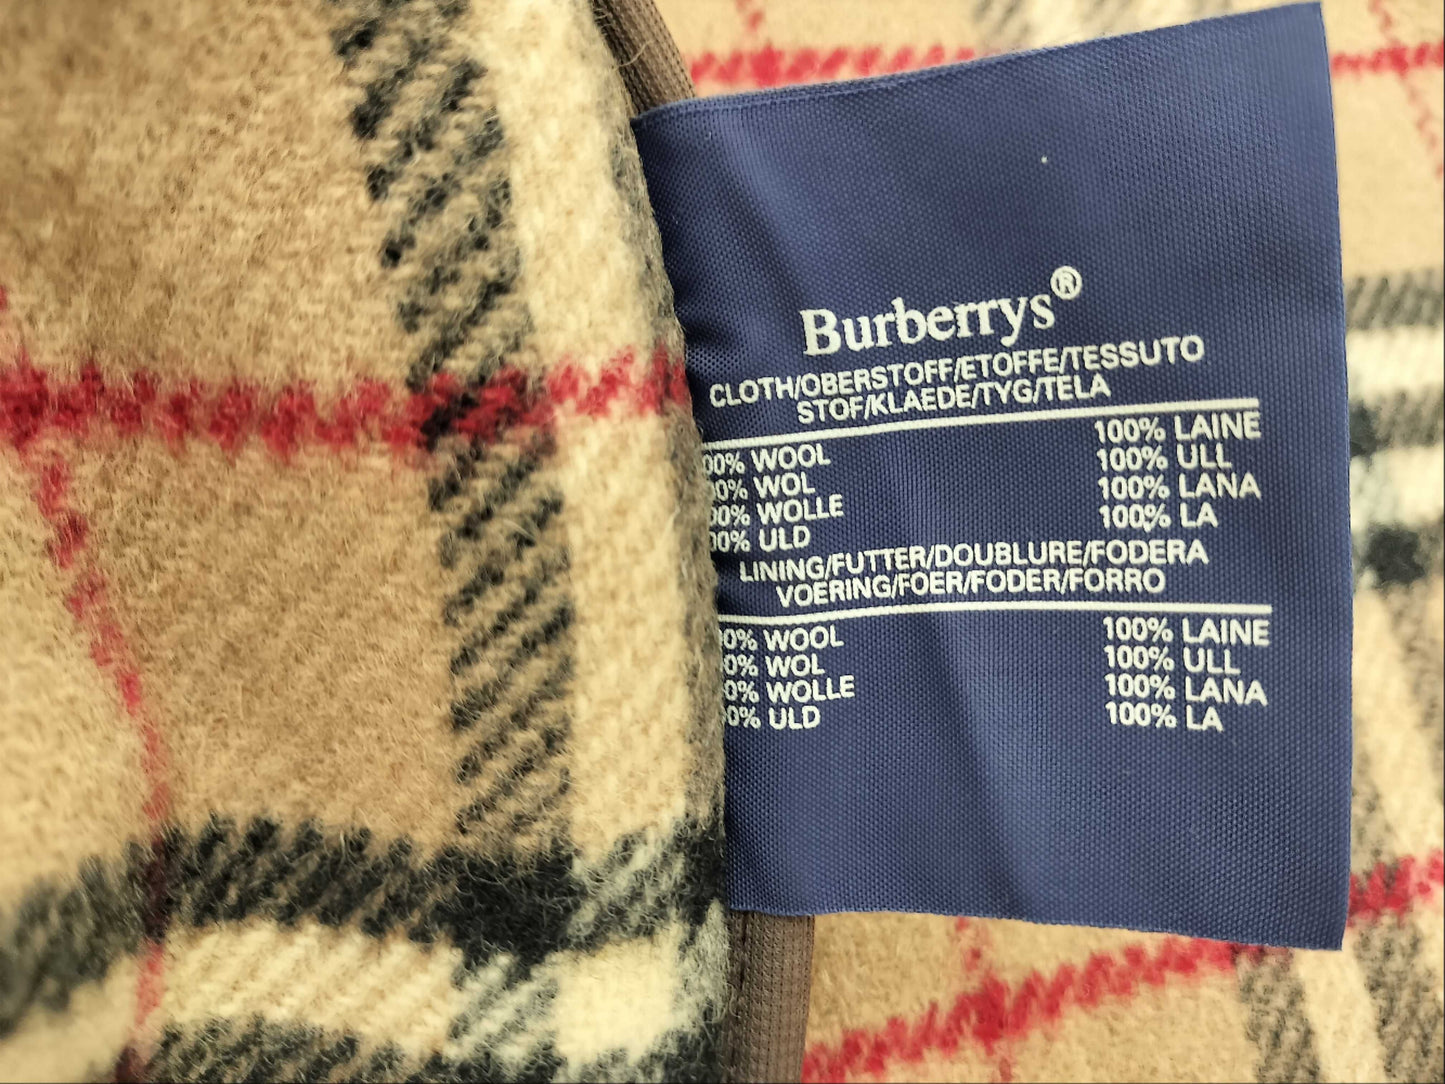 Burberrys®
CLOTH/OBERSTOFF/ETOFFE/TESSUTO
STOF/KLAEDE/TYG/TELA
00% WOOL 100% LAINE
00% WOL 100% ULL
00% WOLLE 100% LANA
00% ULD 100% LA
LINING/FUTTER/DOUBLURE/FODERA
VOERING/FOER/FODER/FORRO
00% WOOL 100% LAINE
0% WOL 100% ULL
0% WOLLE 100% LANA
00% ULD 100% LA